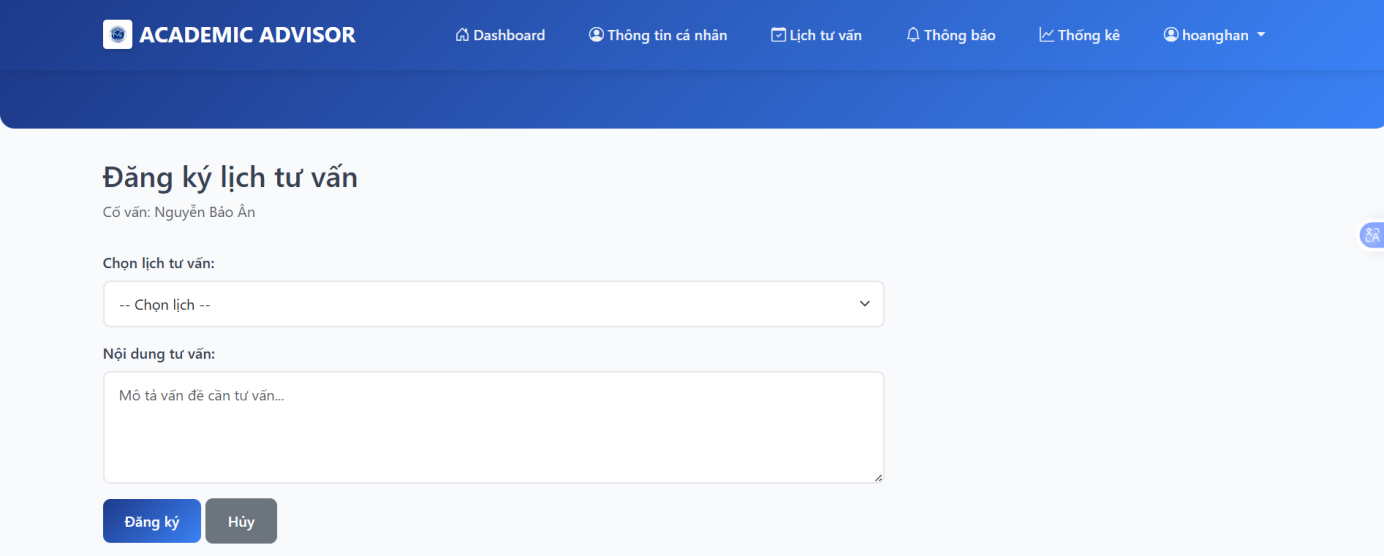 ACADEMIC ADVISOR Dashboard Thông tin cá nhân Lịch tư vấn Thông báo Thống kê hoanghan
Đăng ký lịch tư vấn
Cố vấn: Nguyễn Bảo Ân
Chọn lịch tư vấn:
-- Chọn lịch --
Nội dung tư vấn:
Mô tả vấn đề cần tư vấn...
Đăng ký Hủy